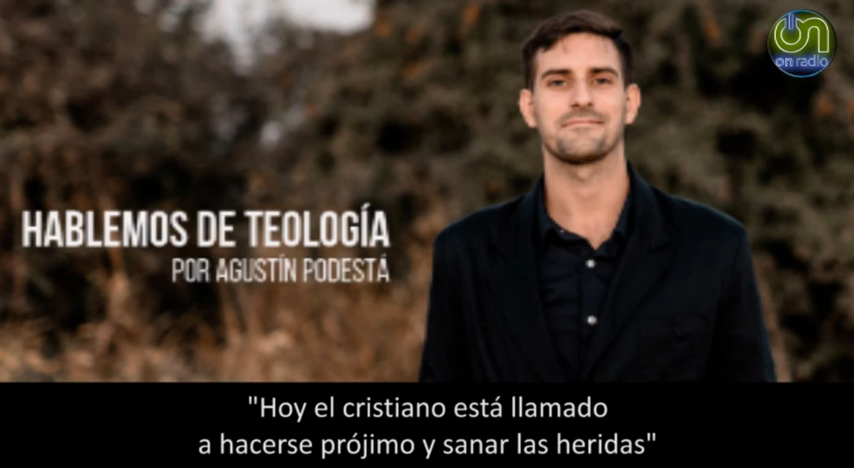 on radio
HABLEMOS DE TEOLOGÍA
POR AGUSTÍN PODESTÁ
"Hoy el cristiano está llamado
a hacerse prójimo y sanar las heridas"